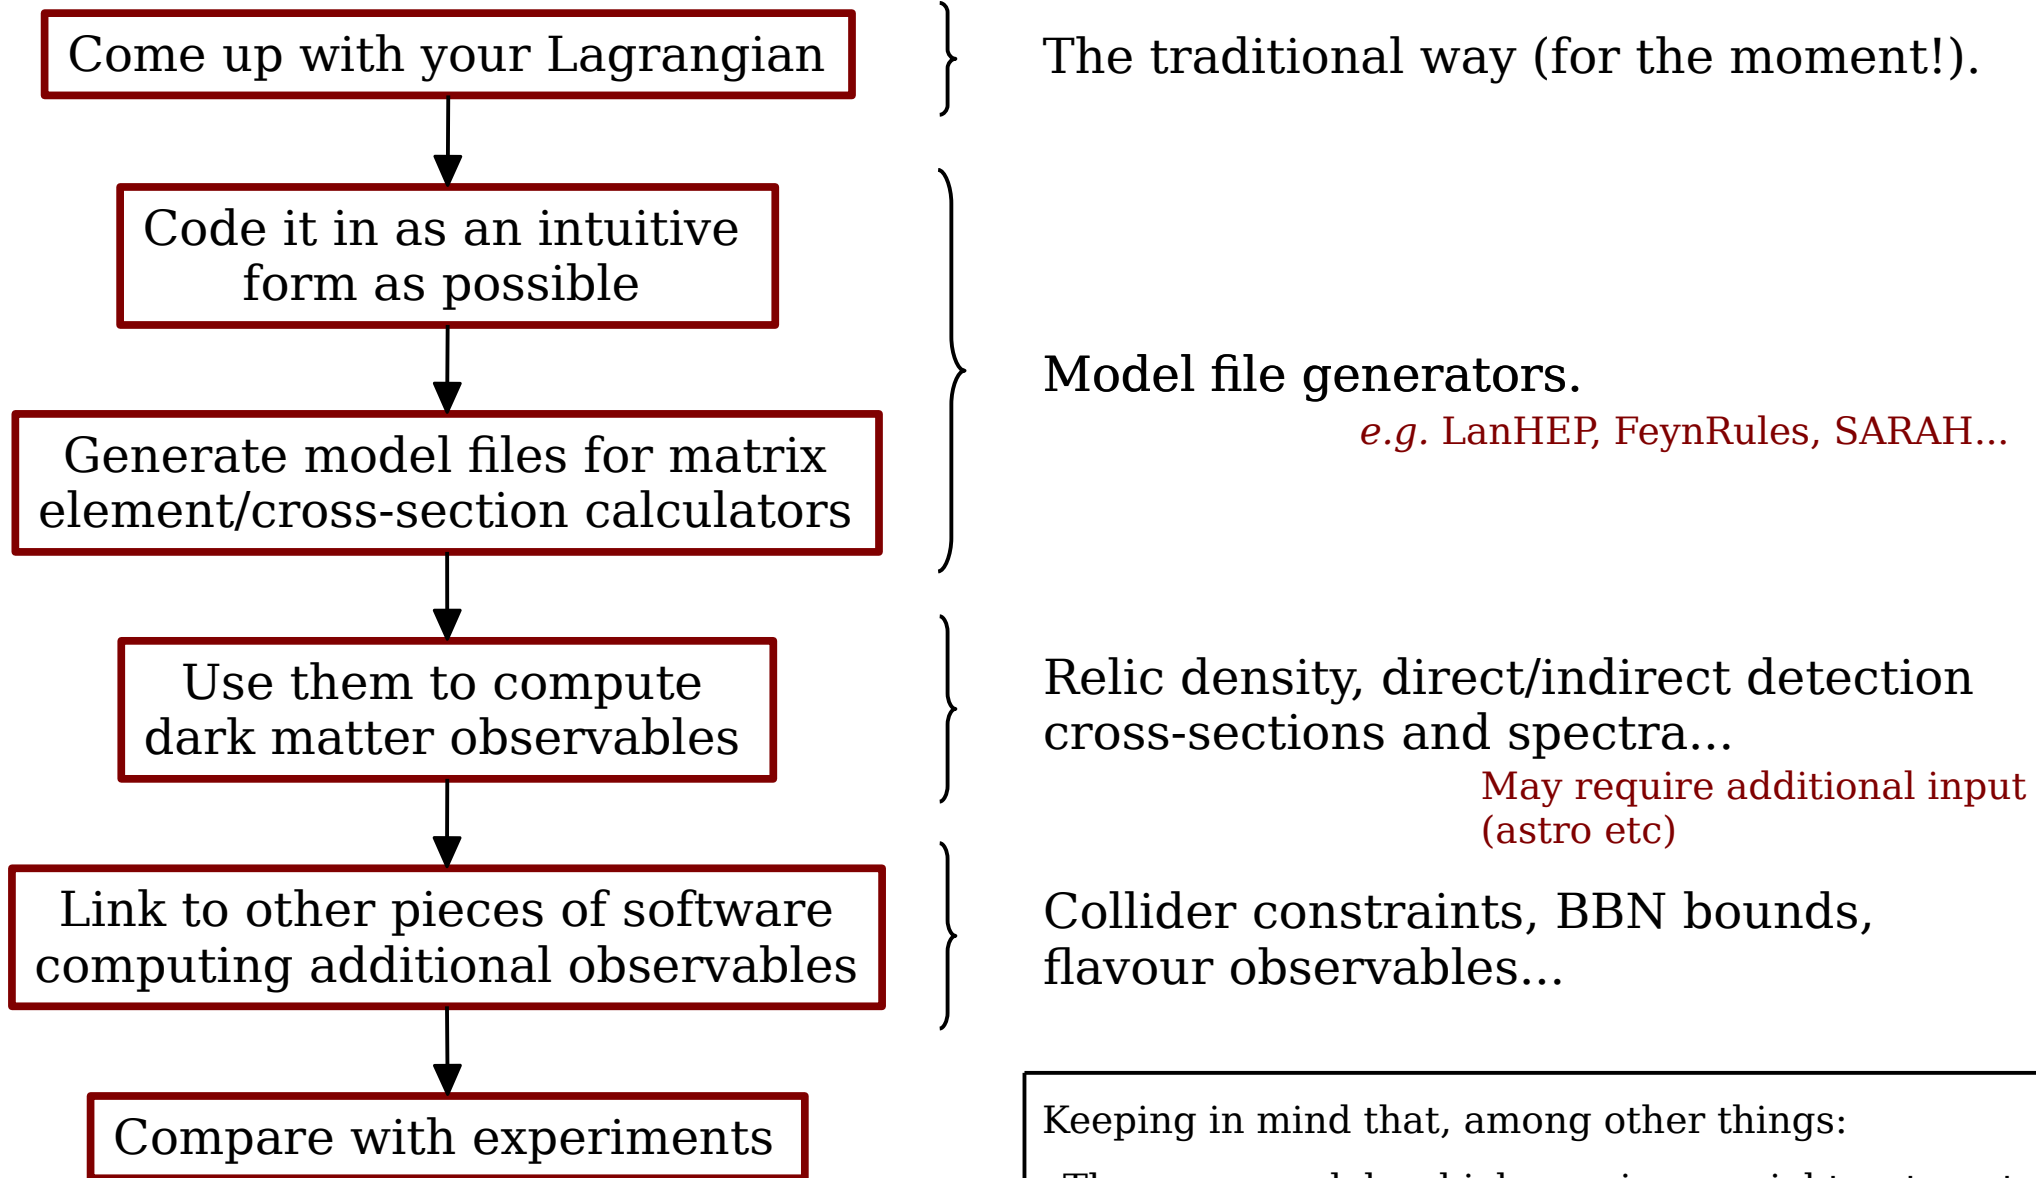 Come up with your Lagrangian
The traditional way (for the moment!).
Code it in as an intuitive
form as possible
Model file generators.
e.g. LanHEP, FeynRules, SARAH...
Generate model files for matrix
element/cross-section calculators
Use them to compute
dark matter observables
Relic density, direct/indirect detection
cross-sections and spectra...
May require additional input
(astro etc)
Link to other pieces of software
computing additional observables
Collider constraints, BBN bounds,
flavour observables...
Compare with experiments
Keeping in mind that, among other things: